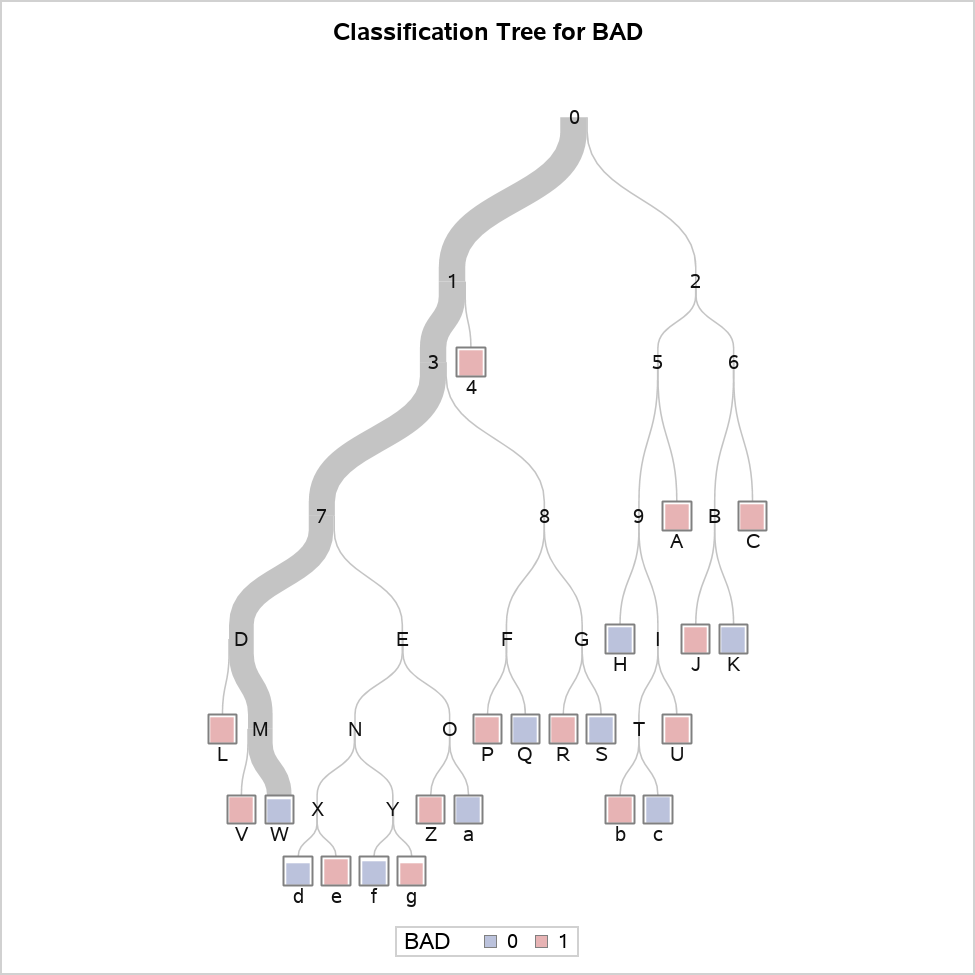 Classification Tree for BAD
0
1 2
3 4 5 6
7 8 9 A B C
D E F G H I J K
L M N O P Q R S T U
V W X Y Z a b c
d e f g
BAD 0 1